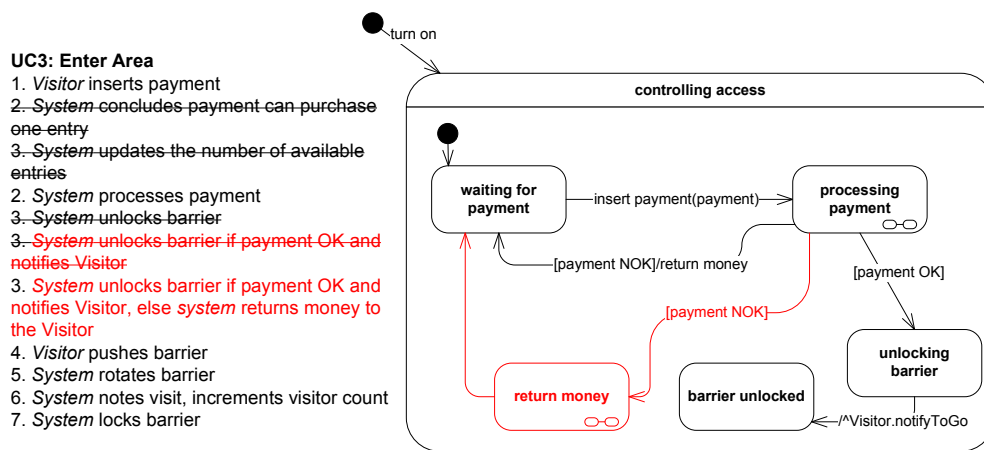 UC3: Enter Area
1. Visitor inserts payment
2. System concludes payment can purchase
one entry
3. System updates the number of available
entries
2. System processes payment
3. System unlocks barrier
3. System unlocks barrier if payment OK and
notifies Visitor
3. System unlocks barrier if payment OK and
notifies Visitor, else system returns money to
the Visitor
4. Visitor pushes barrier
5. System rotates barrier
6. System notes visit, increments visitor count
7. System locks barrier
turn on
controlling access
waiting for
payment
insert payment(payment)
processing
payment
[payment NOK]/return money
[payment OK]
[payment NOK]
unlocking
barrier
return money
barrier unlocked
/^Visitor.notifyToGo